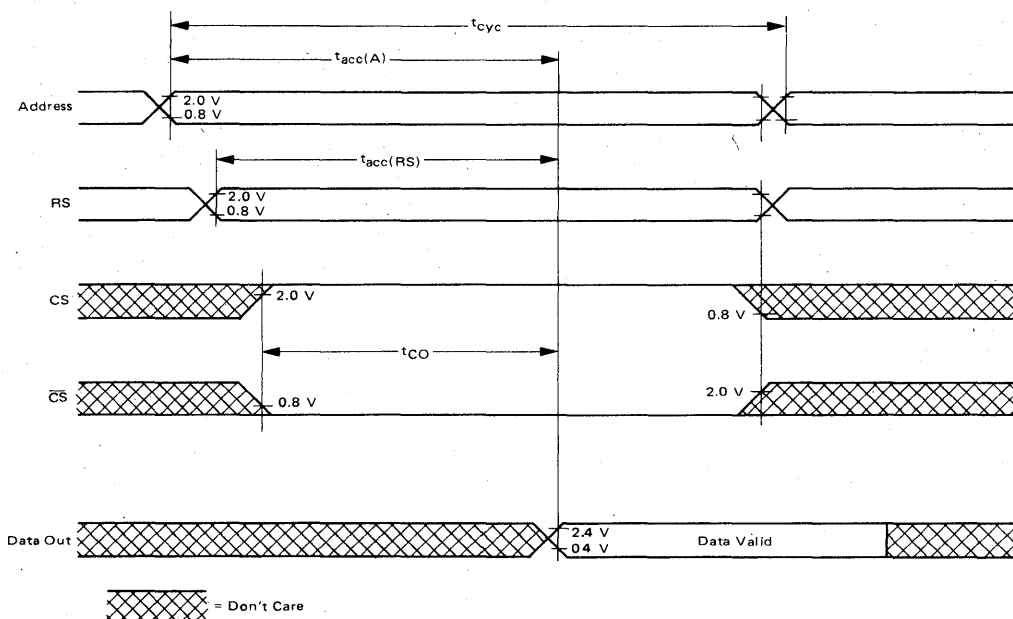 tcyc
tacc(A)
Address
2.0 V
0.8 V
tacc(RS)
RS
2.0 V
0.8 V
CS
2.0 V
0.8 V
tCO
C̅S̅
0.8 V
2.0 V
Data Out
2.4 V
04 V
Data Valid
= Don't Care